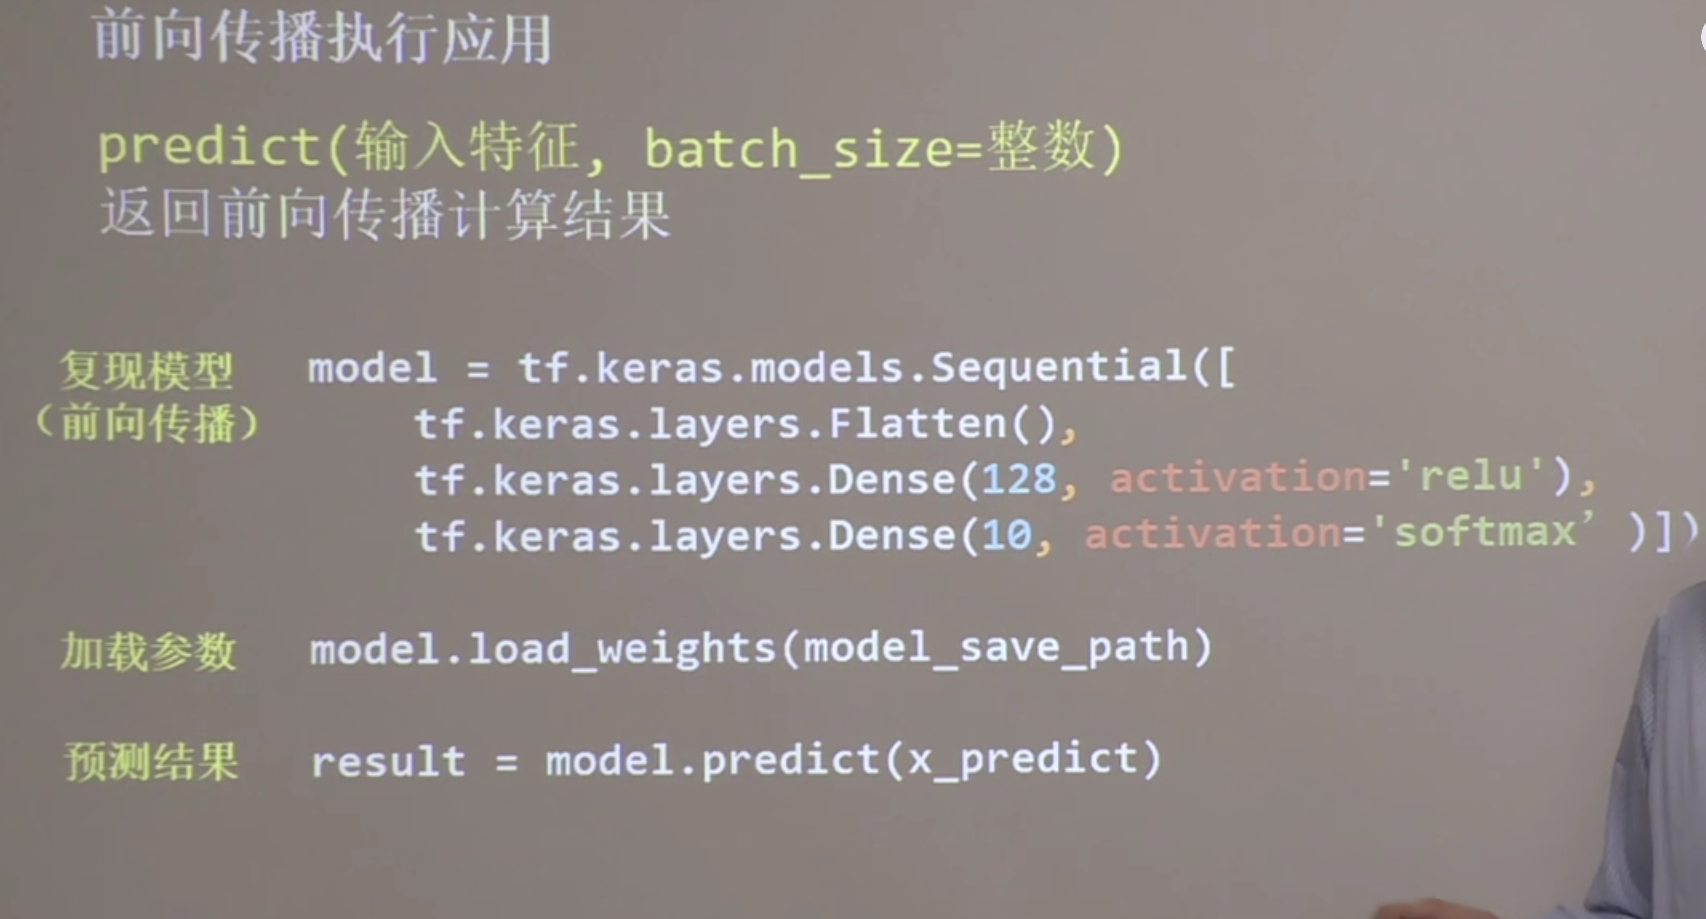 前向传播执行应用
predict(输入特征, batch_size=整数)
返回前向传播计算结果
复现模型 model = tf.keras.models.Sequential([
（前向传播） tf.keras.layers.Flatten(),
tf.keras.layers.Dense(128, activation='relu'),
tf.keras.layers.Dense(10, activation='softmax’ )])
加载参数 model.load_weights(model_save_path)
预测结果 result = model.predict(x_predict)